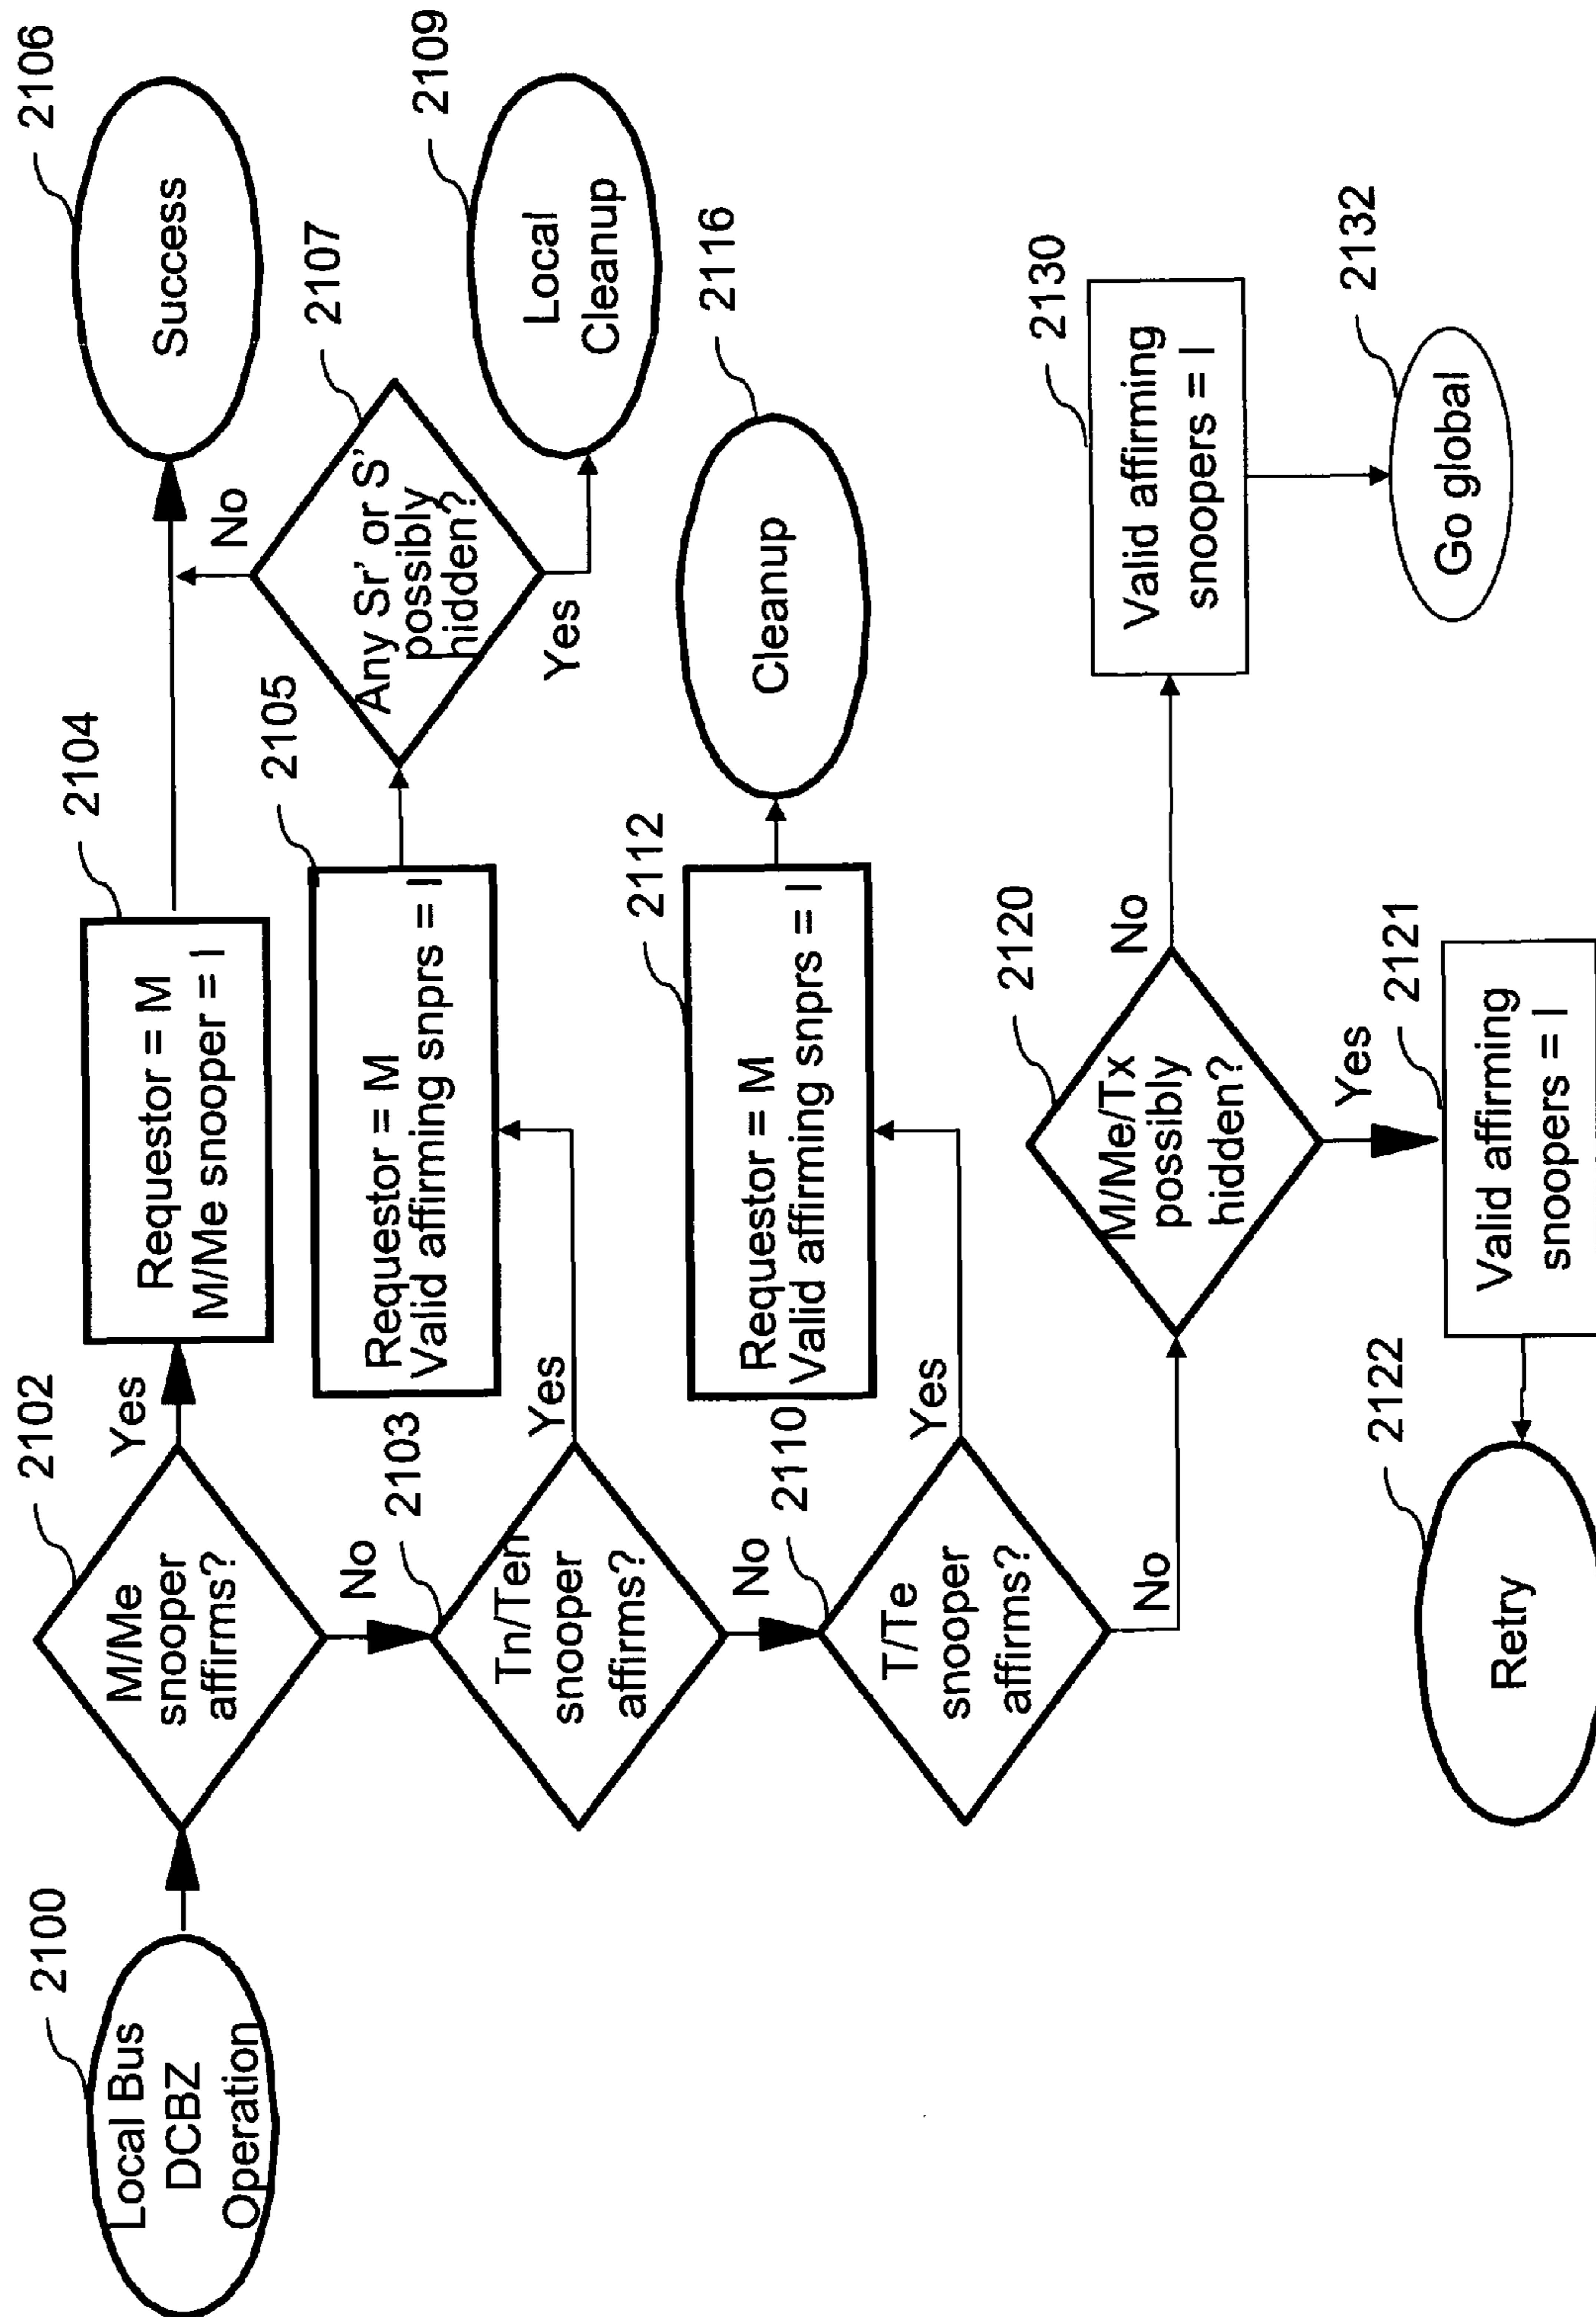 2100
Local Bus
DCBZ
Operation
2102
M/Me
snooper
affirms?
Yes
2104
Requestor = M
M/Me snooper = I
2106
Success
No
2103
Tn/Ten
snooper
affirms?
Yes
2105
Requestor = M
Valid affirming snprs = I
2107
Any Sr' or S'
possibly
hidden?
No
Yes
2109
Local
Cleanup
No
2110
T/Te
snooper
affirms?
Yes
2112
Requestor = M
Valid affirming snprs = I
2116
Cleanup
No
2120
M/Me/Tx
possibly
hidden?
No
2130
Valid affirming
snoopers = I
2132
Go global
Yes
2121
Valid affirming
snoopers = I
2122
Retry